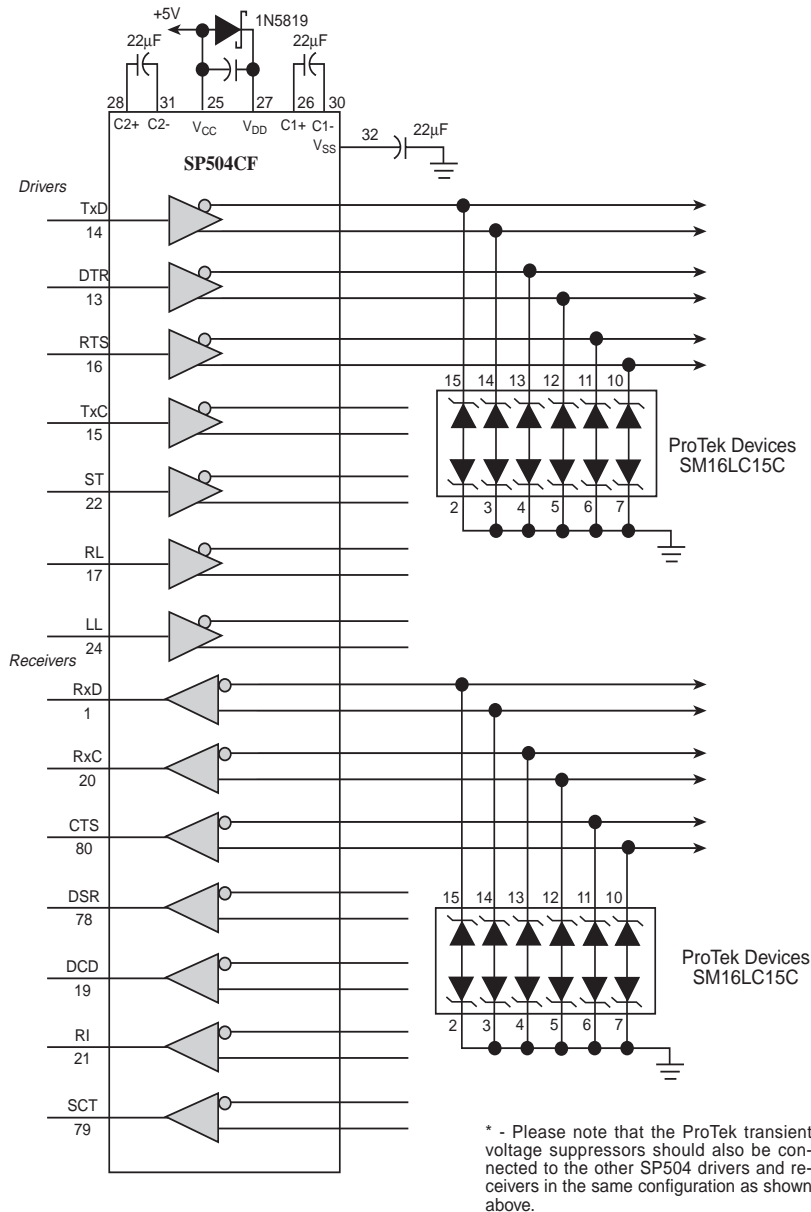 +5V
1N5819
22µF
22µF
28 31 25 27 26 30
C2+ C2- VCC VDD C1+ C1-
VSS
32
22µF
SP504CF
Drivers
TxD
14
DTR
13
RTS
16
TxC
15
ST
22
RL
17
LL
24
15 14 13 12 11 10
2 3 4 5 6 7
ProTek Devices
SM16LC15C
Receivers
RxD
1
RxC
20
CTS
80
DSR
78
DCD
19
RI
21
SCT
79
15 14 13 12 11 10
2 3 4 5 6 7
ProTek Devices
SM16LC15C
* - Please note that the ProTek transient
voltage suppressors should also be con-
nected to the other SP504 drivers and re-
ceivers in the same configuration as shown
above.